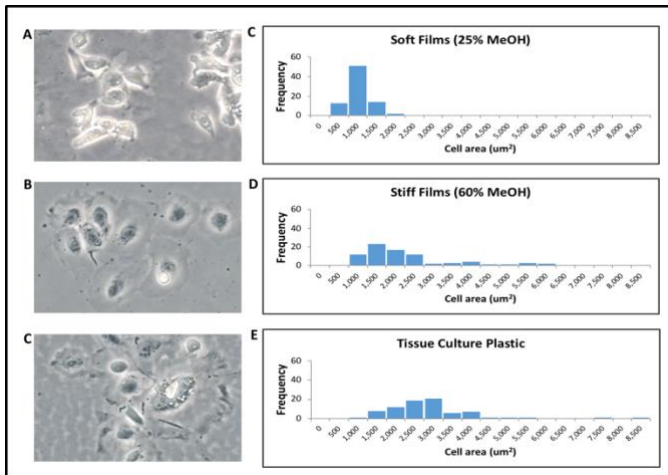 A
B
C
C
Soft Films (25% MeOH)
Frequency
60
40
20
0
0 500 1,000 1,500 2,000 2,500 3,000 3,500 4,000 4,500 5,000 5,500 6,000 6,500 7,000 7,500 8,000 8,500
Cell area (um²)
D
Stiff Films (60% MeOH)
Frequency
60
40
20
0
0 500 1,000 1,500 2,000 2,500 3,000 3,500 4,000 4,500 5,000 5,500 6,000 6,500 7,000 7,500 8,000 8,500
Cell area (um²)
E
Tissue Culture Plastic
Frequency
60
40
20
0
0 500 1,000 1,500 2,000 2,500 3,000 3,500 4,000 4,500 5,000 5,500 6,000 6,500 7,000 7,500 8,000 8,500
Cell area (um²)